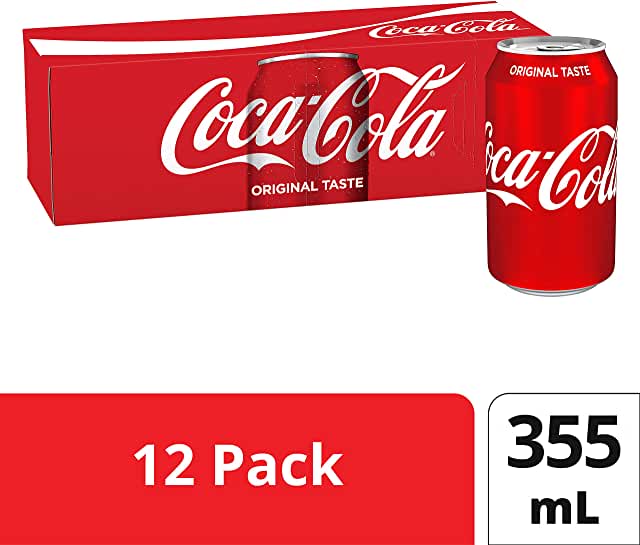 Coca-Cola
Coca-Cola
ORIGINAL TASTE
ORIGINAL TASTE
Coca-Cola
12 Pack
355
mL